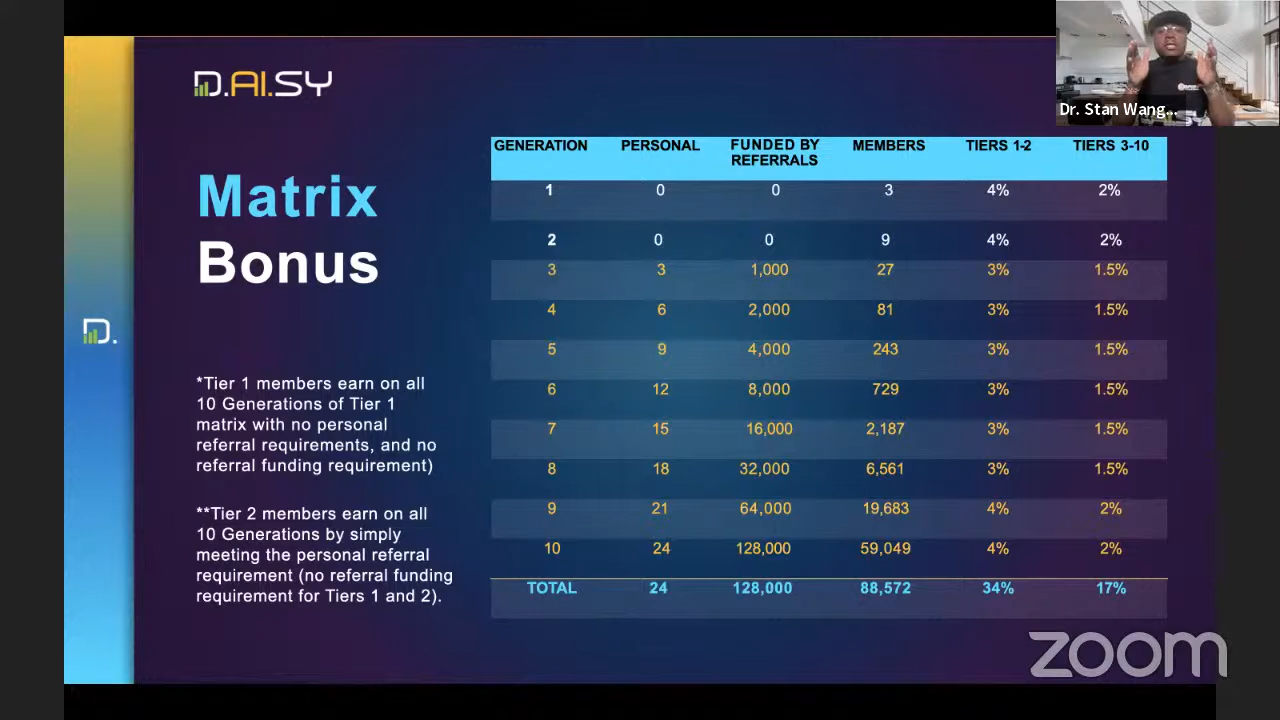 D.AI.SY
Dr. Stan Wang...
Matrix
Bonus
D.
*Tier 1 members earn on all
10 Generations of Tier 1
matrix with no personal
referral requirements, and no
referral funding requirement)
**Tier 2 members earn on all
10 Generations by simply
meeting the personal referral
requirement (no referral funding
requirement for Tiers 1 and 2).
GENERATION PERSONAL FUNDED BY REFERRALS MEMBERS TIERS 1-2 TIERS 3-10
1 0 0 3 4% 2%
2 0 0 9 4% 2%
3 3 1,000 27 3% 1.5%
4 6 2,000 81 3% 1.5%
5 9 4,000 243 3% 1.5%
6 12 8,000 729 3% 1.5%
7 15 16,000 2,187 3% 1.5%
8 18 32,000 6,561 3% 1.5%
9 21 64,000 19,683 4% 2%
10 24 128,000 59,049 4% 2%
TOTAL 24 128,000 88,572 34% 17%
zoom